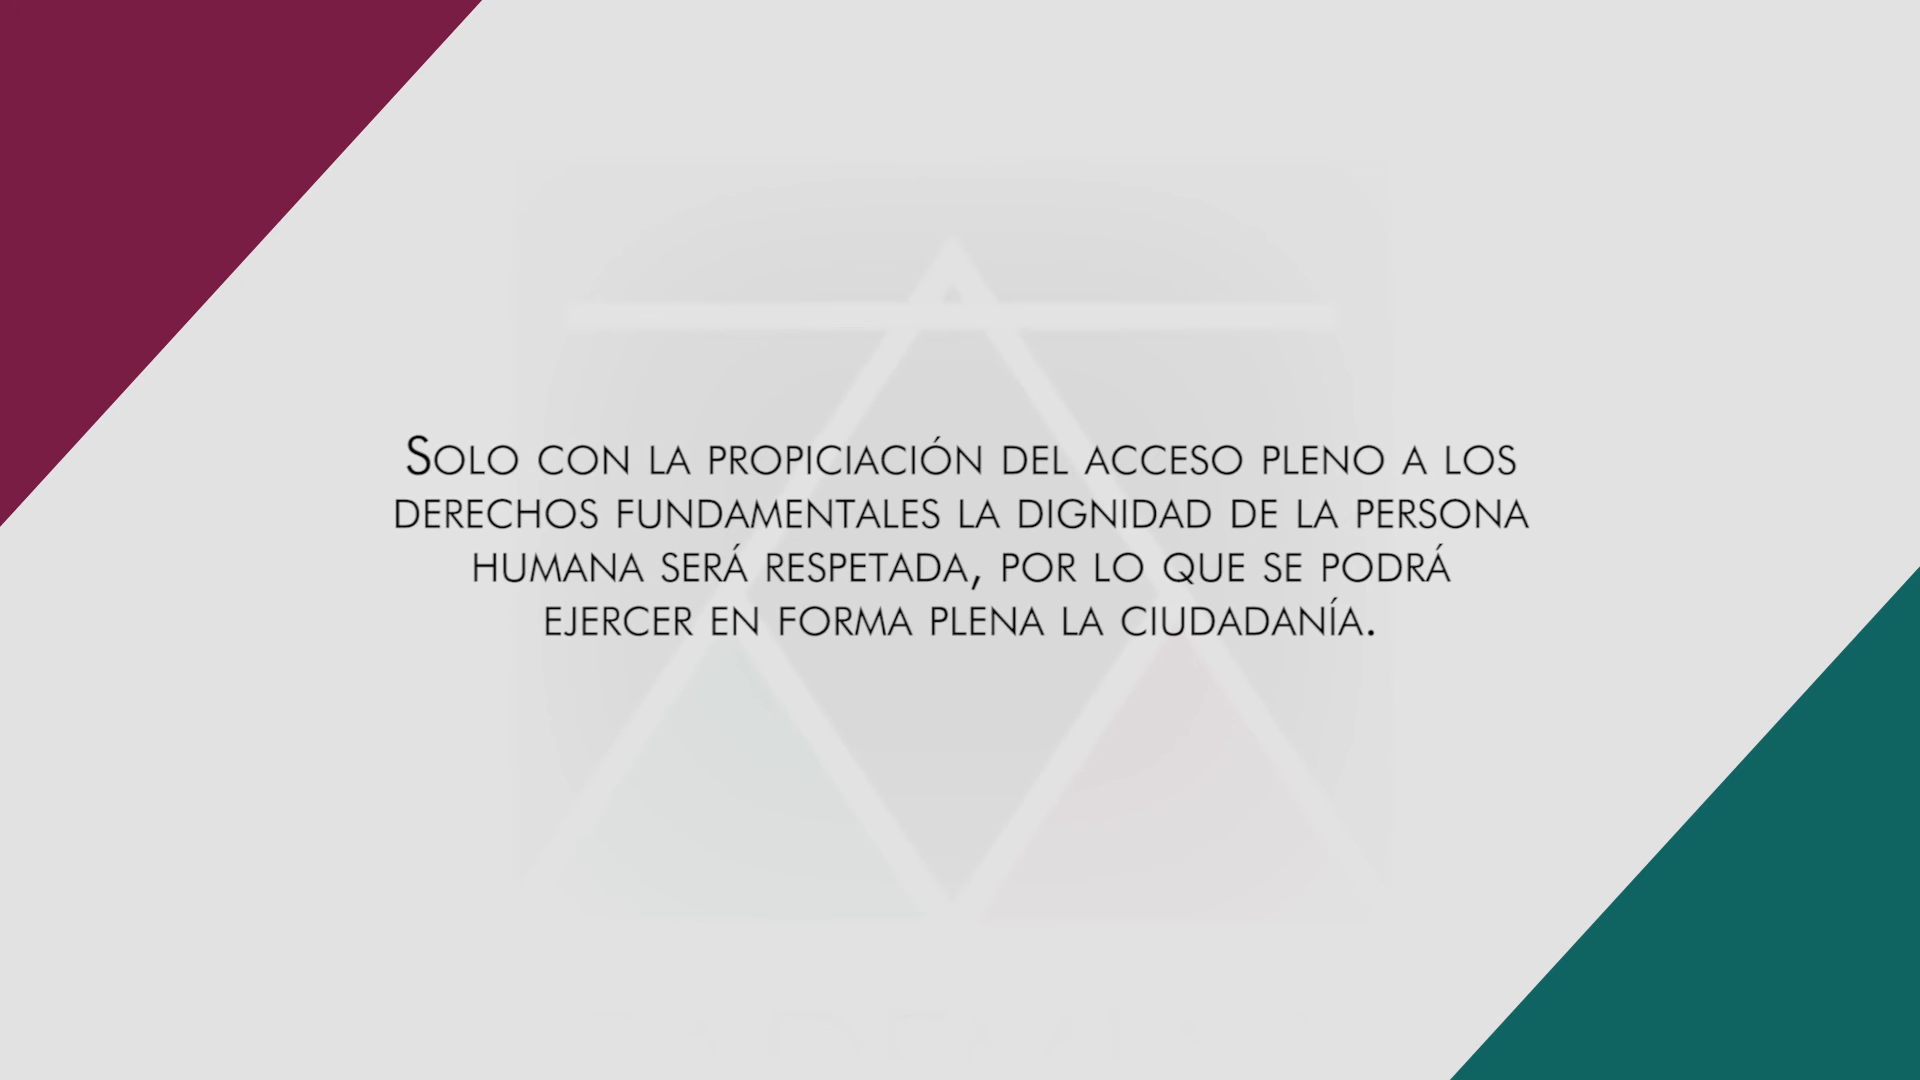 Solo con la propiciación del acceso pleno a los
derechos fundamentales la dignidad de la persona
humana será respetada, por lo que se podrá
ejercer en forma plena la ciudadanía.